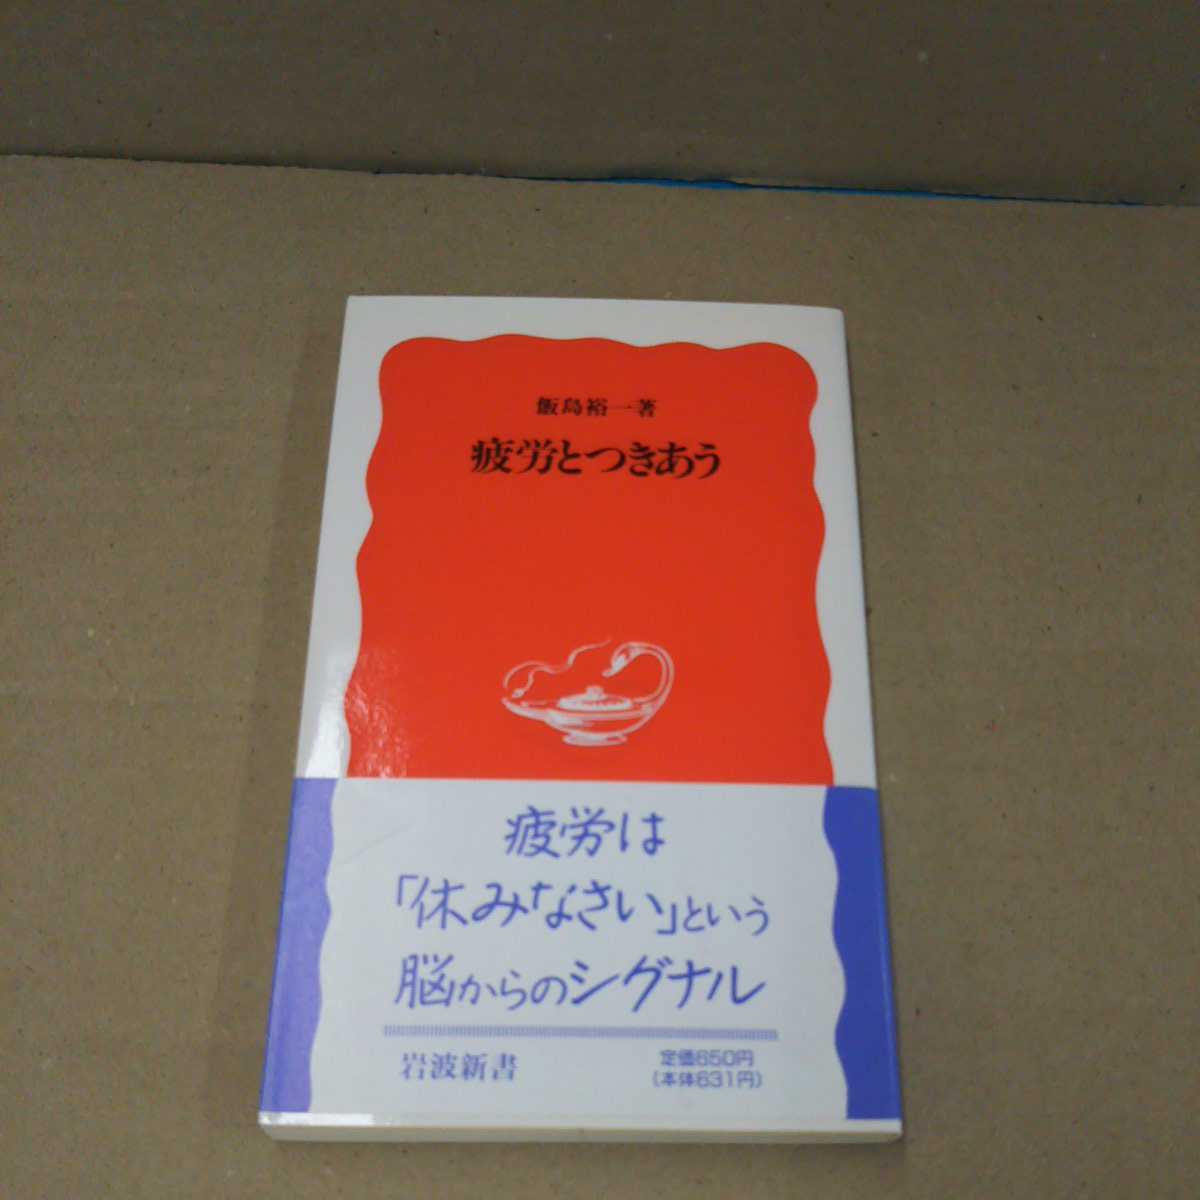 飯島裕一著
疲労とつきあう
疲労は
「休みなさい」という
脳からのシグナル
岩波新書
定価650円
(本体631円)